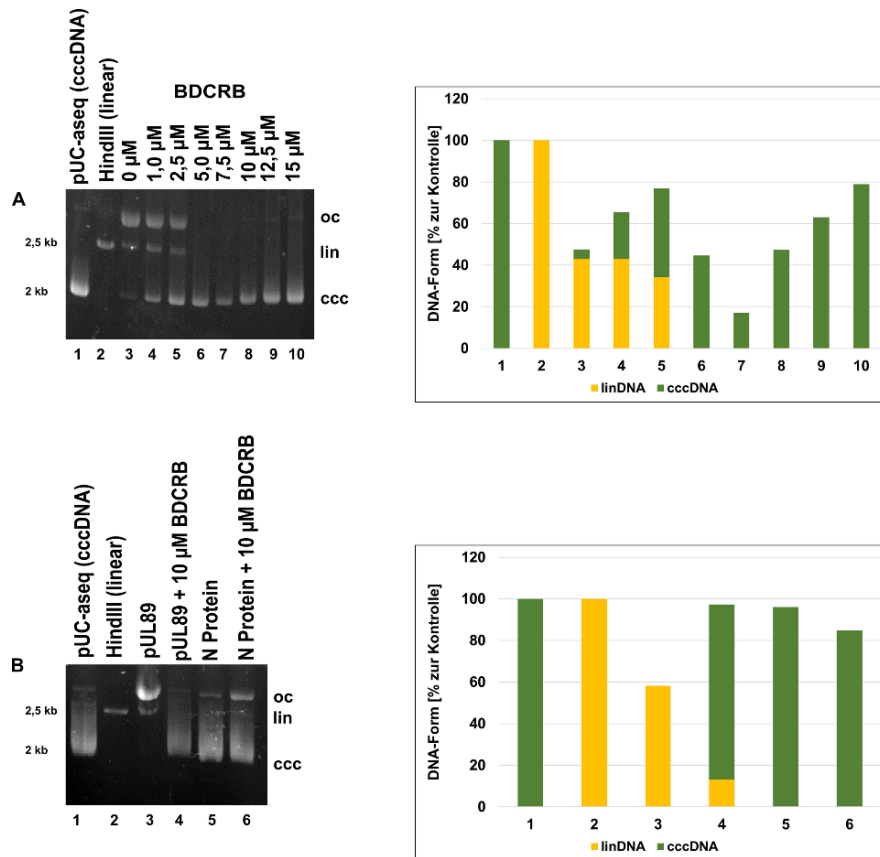 pUC-aseq (cccDNA)
HindIII (linear)
BDCRB
0 µM
1,0 µM
2,5 µM
5,0 µM
7,5 µM
10 µM
12,5 µM
15 µM
A
2,5 kb
2 kb
oc
lin
ccc
1 2 3 4 5 6 7 8 9 10
DNA-Form [% zur Kontrolle]
120
100
80
60
40
20
0
1 2 3 4 5 6 7 8 9 10
linDNA cccDNA
pUC-aseq (cccDNA)
HindIII (linear)
pUL89
pUL89 + 10 µM BDCRB
N Protein
N Protein + 10 µM BDCRB
B
2,5 kb
2 kb
oc
lin
ccc
1 2 3 4 5 6
DNA-Form [% zur Kontrolle]
120
100
80
60
40
20
0
1 2 3 4 5 6
linDNA cccDNA